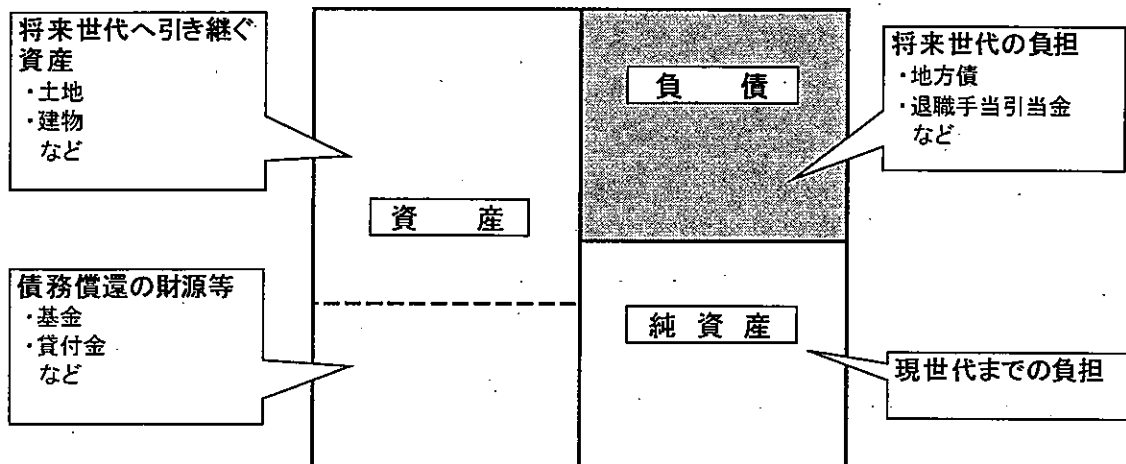 将来世代へ引き継ぐ
資産
・土地
・建物
など
債務償還の財源等
・基金
・貸付金
など
資　産
負　債
純 資 産
将来世代の負担
・地方債
・退職手当引当金
など
現世代までの負担